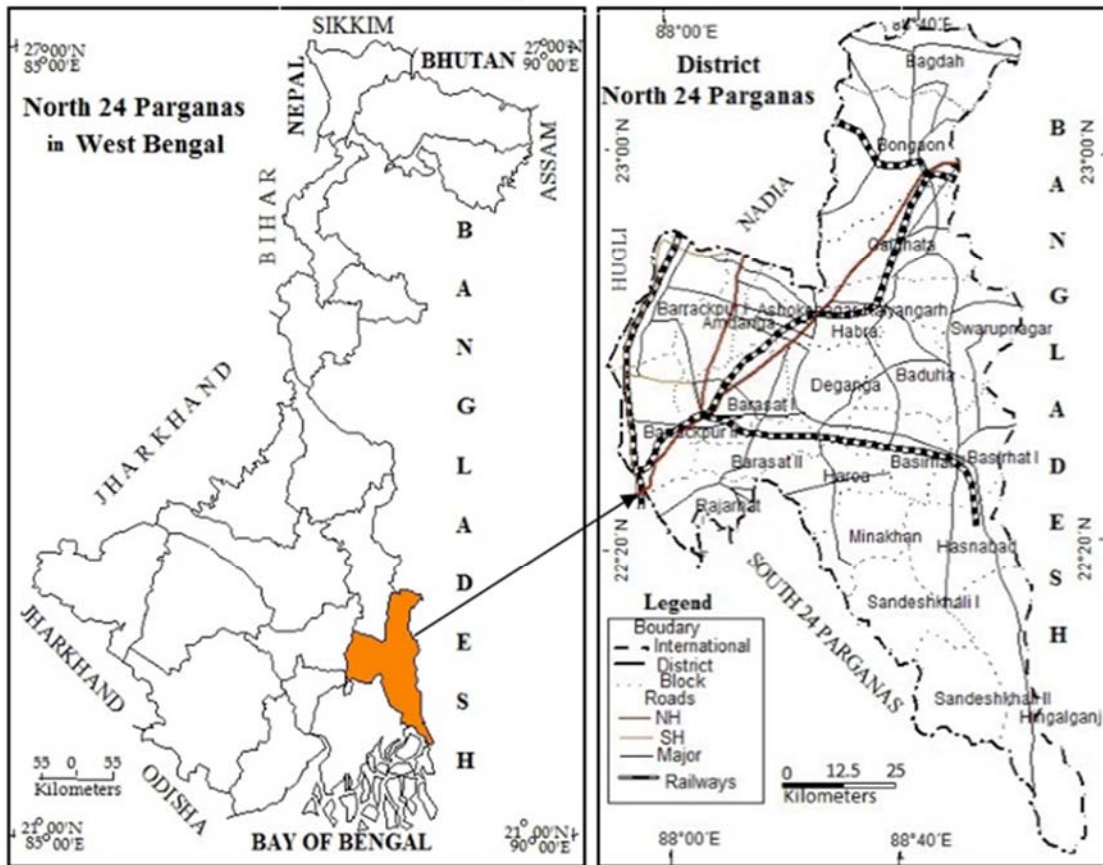 SIKKIM
27°00′N
85°00′E
27°00′N
90°00′E
BHUTAN
NEPAL
North 24 Parganas
in West Bengal
ASSAM
BIHAR
BANGLADESH
JHARKHAND
JHARKHAND
ODISHA
55 0 55
Kilometers
BAY OF BENGAL
21°00′N
85°00′E
21°00′N
90°00′E
88°00′E
88°40′E
District
North 24 Parganas
Bagdah
23°00′N
23°00′N
Bongaon
NADIA
HUGLI
BANGLADESH
Barrackpur I
Amdanga
Habra
Swarupnagar
Deganga
Baduria
Barasat I
Barrackpur II
Barasat II
Haroa
Basirhat I
Rajarhat
22°20′N
22°20′N
Minakhan
Hasnabad
SOUTH 24 PARGANAS
Sandeshkhali I
Sandeshkhali II
Hingalganj
Legend
Boudary
International
District
Block
Roads
NH
SH
Major
Railways
0 12.5 25
Kilometers
88°00′E
88°40′E